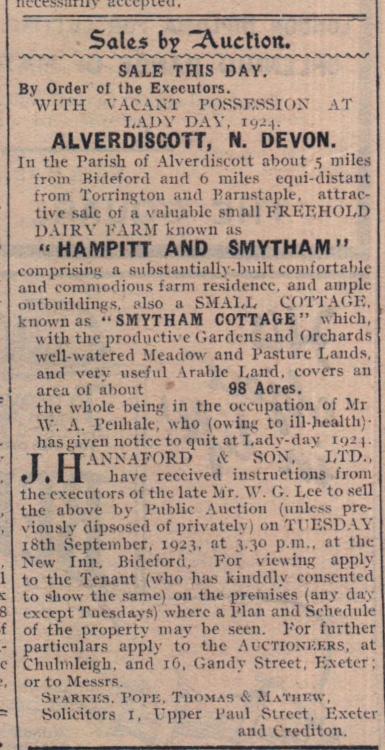 necessarily accepted.
Sales by Auction.
SALE THIS DAY.
By Order of the Executors.
WITH VACANT POSSESSION AT
LADY DAY, 1924.
ALVERDISCOTT, N. DEVON.
In the Parish of Alverdiscott about 5 miles
from Bideford and 6 miles equi-distant
from Torrington and Barnstaple, attrac-
tive sale of a valuable small FREEHOLD
DAIRY FARM known as
"HAMPITT AND SMYTHAM"
comprising a substantially-built comfortable
and commodious farm residence, and ample
outbuildings, also a SMALL COTTAGE,
known as "SMYTHAM COTTAGE" which,
with the productive Gardens and Orchards
well-watered Meadow and Pasture Lands,
and very useful Arable Land, covers an
area of about 98 Acres.
the whole being in the occupation of Mr
W. A. Penhale, who (owing to ill-health)
has given notice to quit at Lady-day 1924.
J. HANNAFORD & SON, LTD.,
have received instructions from
the executors of the late Mr. W. G. Lee to sell
the above by Public Auction (unless pre-
viously dipsosed of privately) on TUESDAY
18th September, 1923, at 3.30 p.m., at the
New Inn, Bideford, For viewing apply
to the Tenant (who has kinddly consented
to show the same) on the premises (any day
except Tuesdays) where a Plan and Schedule
of the property may be seen. For further
particulars apply to the AUCTIONEERS, at
Chulmleigh, and 16, Gandy Street, Exeter;
or to Messrs.
SPARKES, POPE, THOMAS & MATHEW,
Solicitors 1, Upper Paul Street, Exeter
and Crediton.